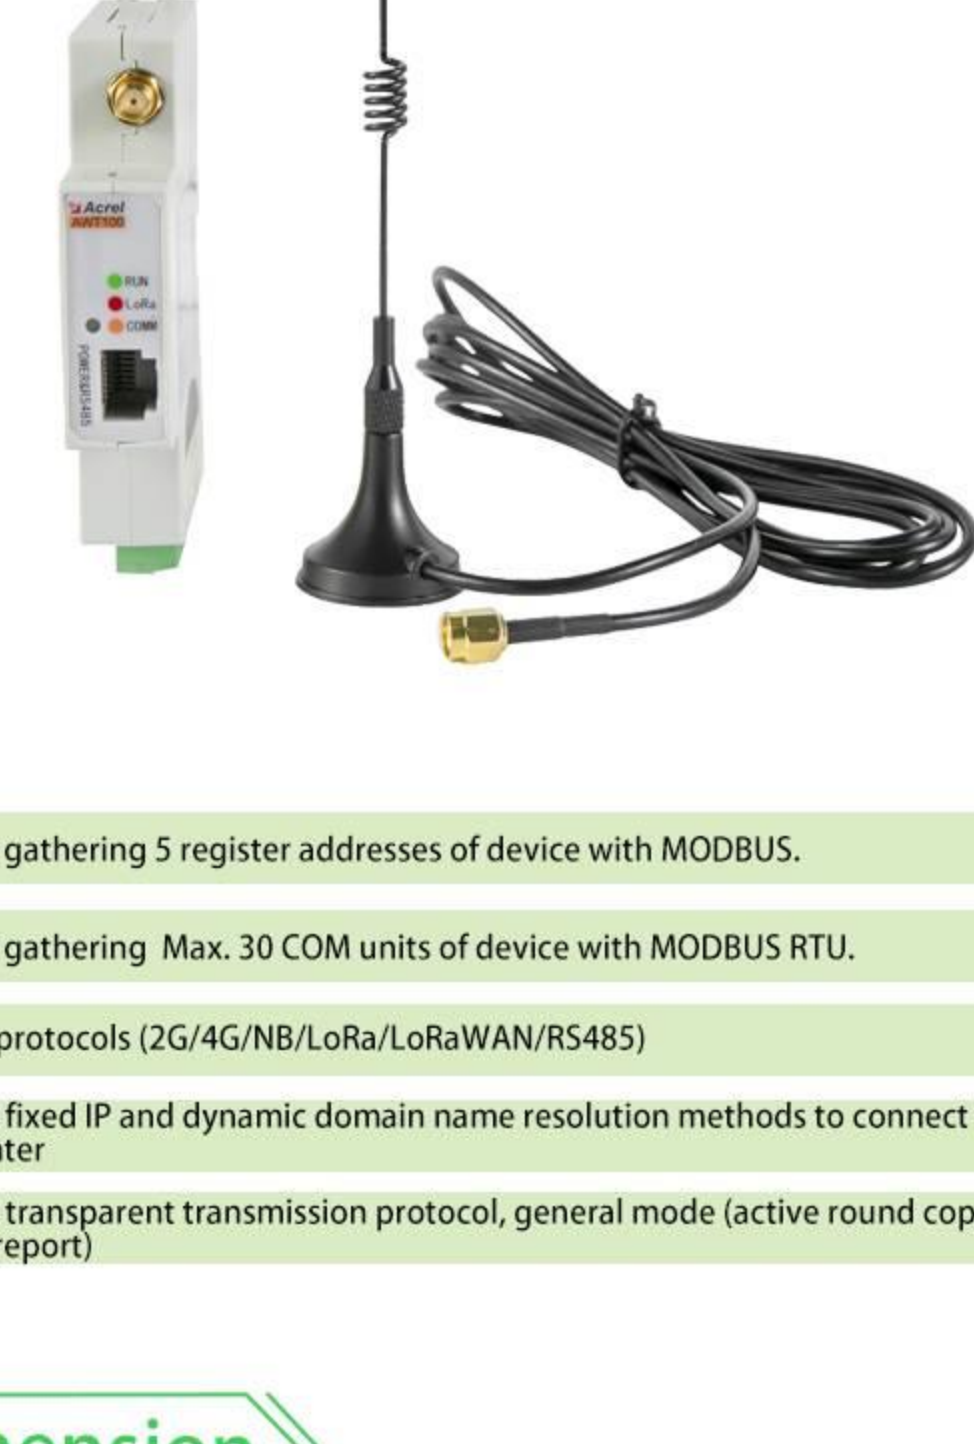 Acrel
AWT100
RUN
LoRa
COMM
POWER&RS485
gathering 5 register addresses of device with MODBUS.
gathering Max. 30 COM units of device with MODBUS RTU.
protocols (2G/4G/NB/LoRa/LoRaWAN/RS485)
fixed IP and dynamic domain name resolution methods to connect
transparent transmission protocol, general mode (active round
report)